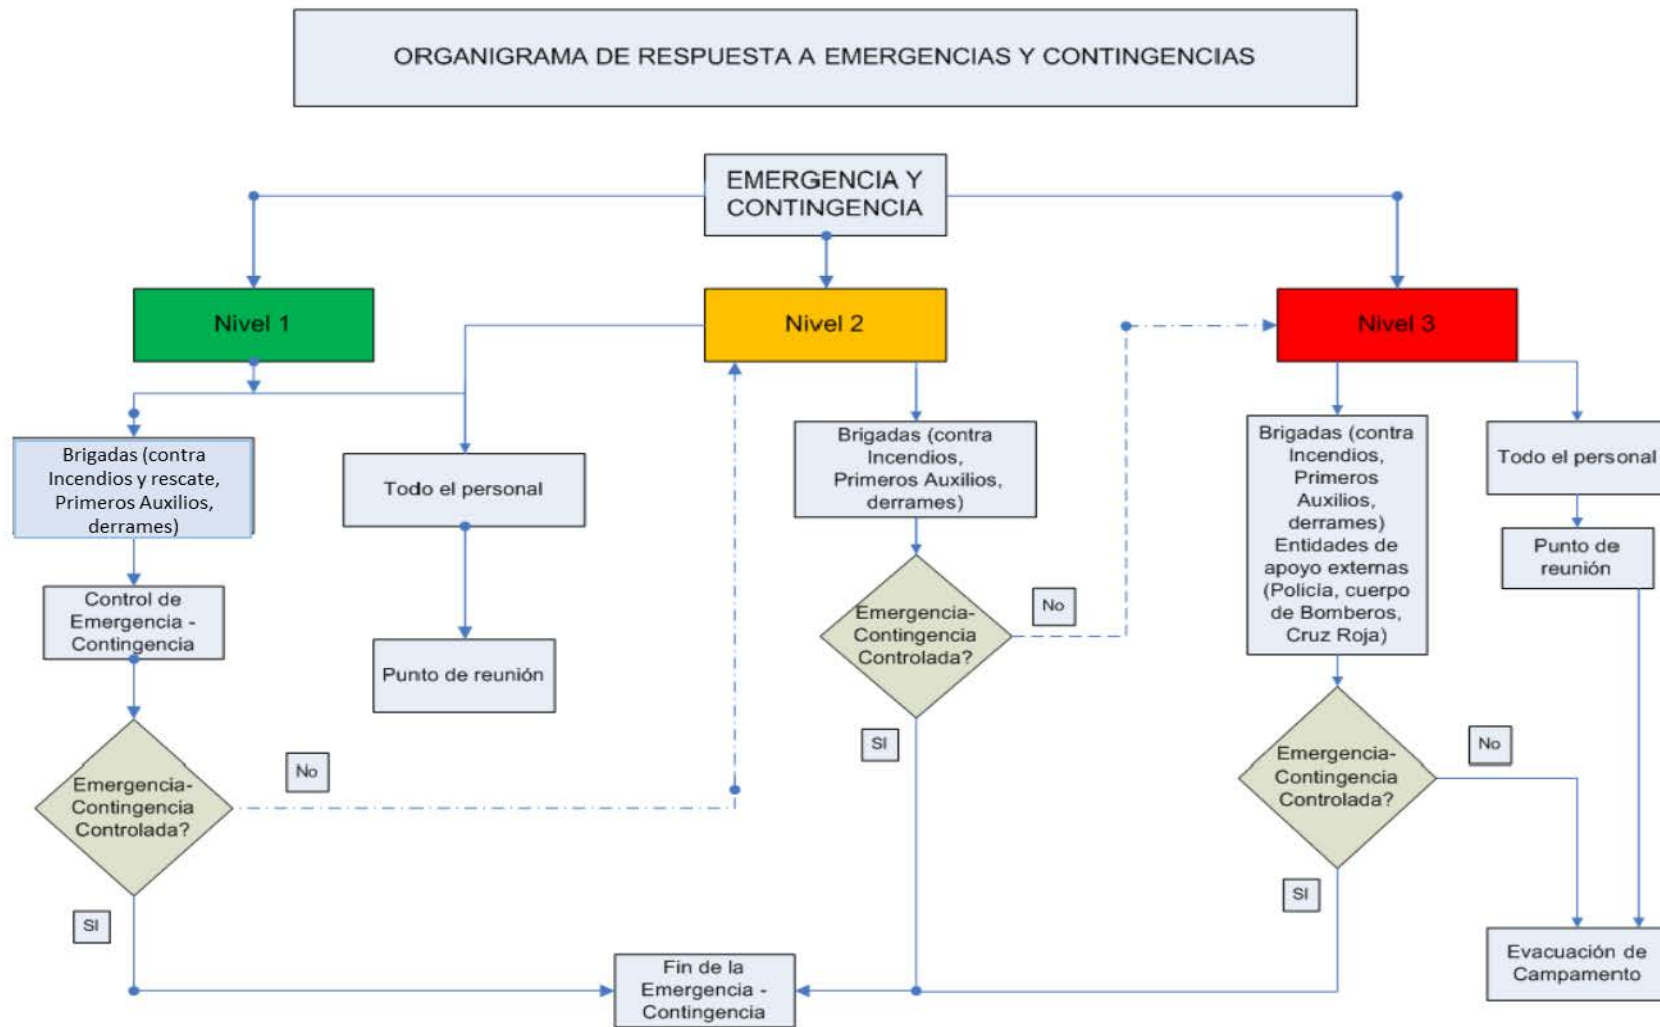 ORGANIGRAMA DE RESPUESTA A EMERGENCIAS Y CONTINGENCIAS
EMERGENCIA Y
CONTINGENCIA
Nivel 1
Nivel 2
Nivel 3
Brigadas (contra
Incendios y rescate,
Primeros Auxilios,
derrames)
Todo el personal
Brigadas (contra
Incendios,
Primeros Auxilios,
derrames)
Brigadas (contra
Incendios,
Primeros
Auxilios,
derrames)
Entidades de
apoyo externas
(Policía, cuerpo
de Bomberos,
Cruz Roja)
Todo el personal
Punto de
reunión
Control de
Emergencia -
Contingencia
Punto de reunión
Emergencia-
Contingencia
Controlada?
No
SI
Emergencia-
Contingencia
Controlada?
No
SI
Emergencia-
Contingencia
Controlada?
No
SI
Fin de la
Emergencia -
Contingencia
Evacuación de
Campamento